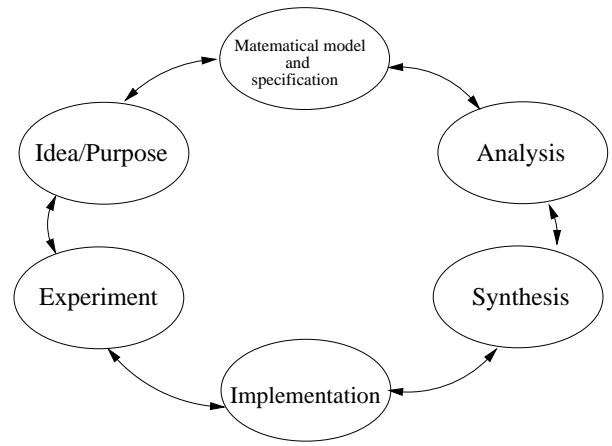 Matematical model
and
specification
Idea/Purpose
Analysis
Experiment
Synthesis
Implementation